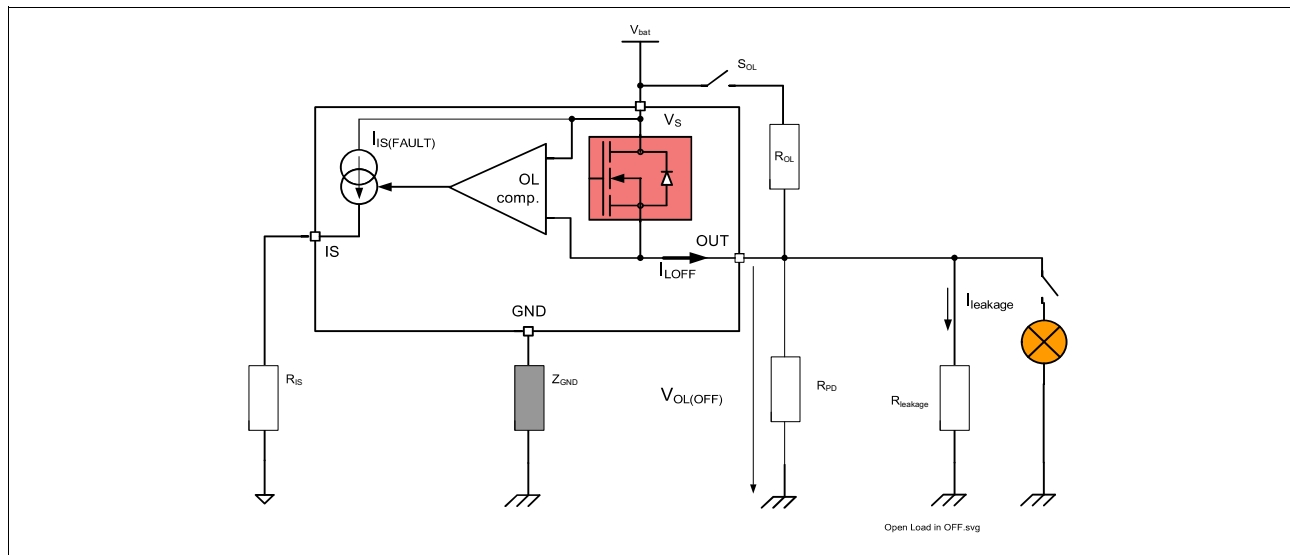 Vbat
SOL
VS
IIS(FAULT)
ROL
OL
comp.
OUT
IS
ILOFF
GND
Ileakage
RIS
ZGND
VOL(OFF)
RPD
Rleakage
Open Load in OFF.svg